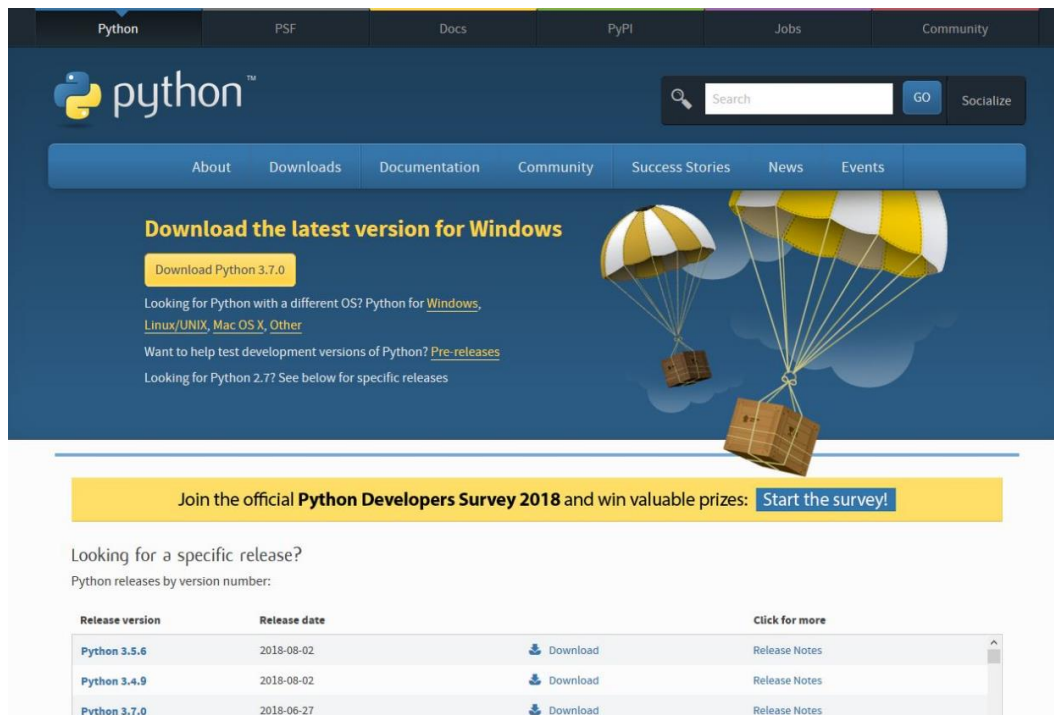 Python PSF Docs PyPI Jobs Community
python™
Search GO Socialize
About Downloads Documentation Community Success Stories News Events
Download the latest version for Windows
Download Python 3.7.0
Looking for Python with a different OS? Python for Windows,
Linux/UNIX, Mac OS X, Other
Want to help test development versions of Python? Pre-releases
Looking for Python 2.7? See below for specific releases
Join the official Python Developers Survey 2018 and win valuable prizes: Start the survey!
Looking for a specific release?
Python releases by version number:
Release version Release date Click for more
Python 3.5.6 2018-08-02 Download Release Notes
Python 3.4.9 2018-08-02 Download Release Notes
Python 3.7.0 2018-06-27 Download Release Notes